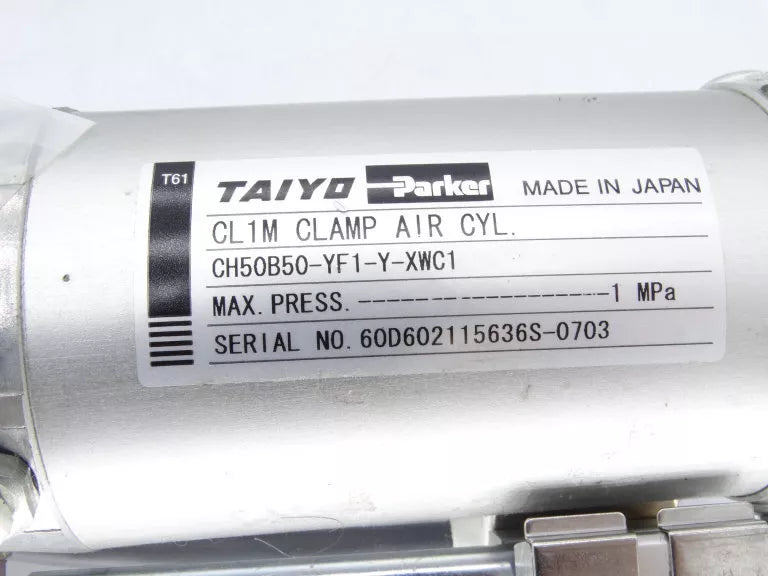 T61
TAIYO Parker MADE IN JAPAN
CL1M CLAMP AIR CYL.
CH50B50-YF1-Y-XWC1
MAX. PRESS.--------------------1 MPa
SERIAL NO. 60D602115636S-0703